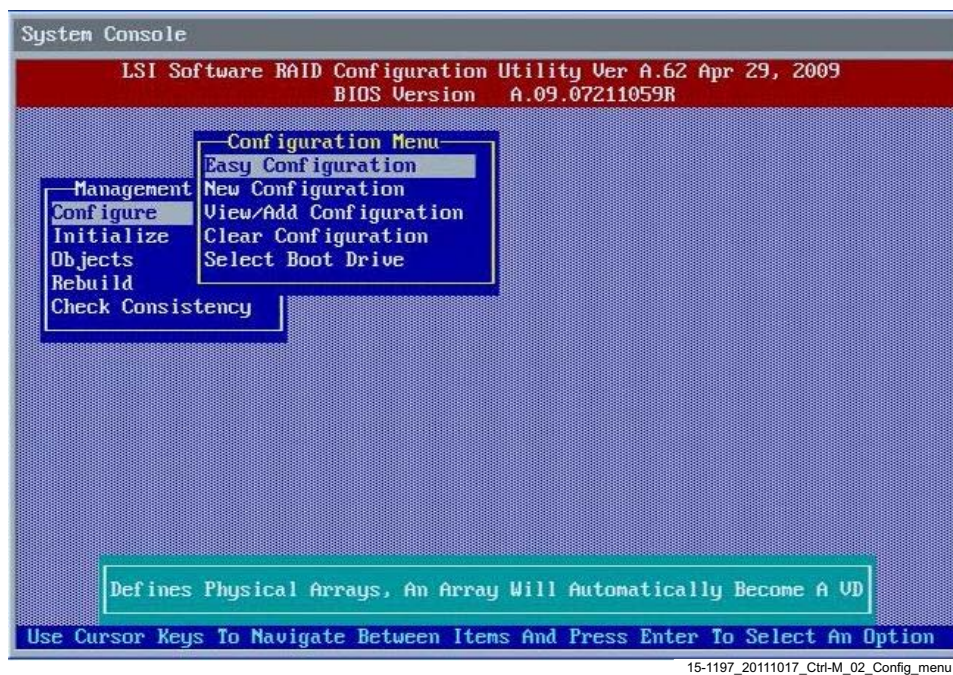 System Console
LSI Software RAID Configuration Utility Ver A.62 Apr 29, 2009
BIOS Version A.09.07211059R
Configuration Menu
Easy Configuration
New Configuration
View/Add Configuration
Clear Configuration
Select Boot Drive
Management
Configure
Initialize
Objects
Rebuild
Check Consistency
Defines Physical Arrays, An Array Will Automatically Become A VD
Use Cursor Keys To Navigate Between Items And Press Enter To Select An Option
15-1197_20111017_Ctrl-M_02_Config_menu